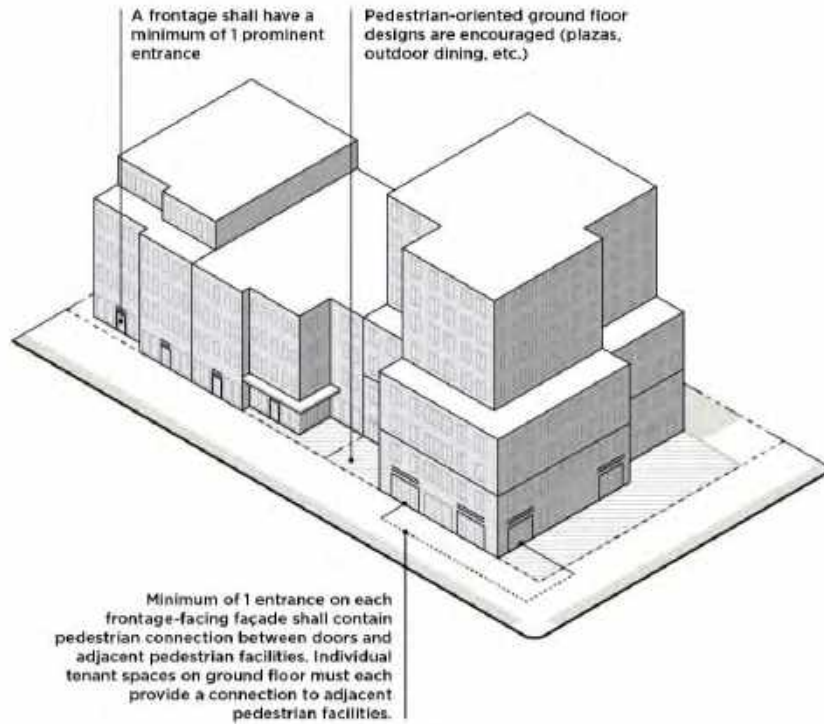 A frontage shall have a
minimum of 1 prominent
entrance
Pedestrian-oriented ground floor
designs are encouraged (plazas,
outdoor dining, etc.)
Minimum of 1 entrance on each
frontage-facing façade shall contain
pedestrian connection between doors and
adjacent pedestrian facilities. Individual
tenant spaces on ground floor must each
provide a connection to adjacent
pedestrian facilities.